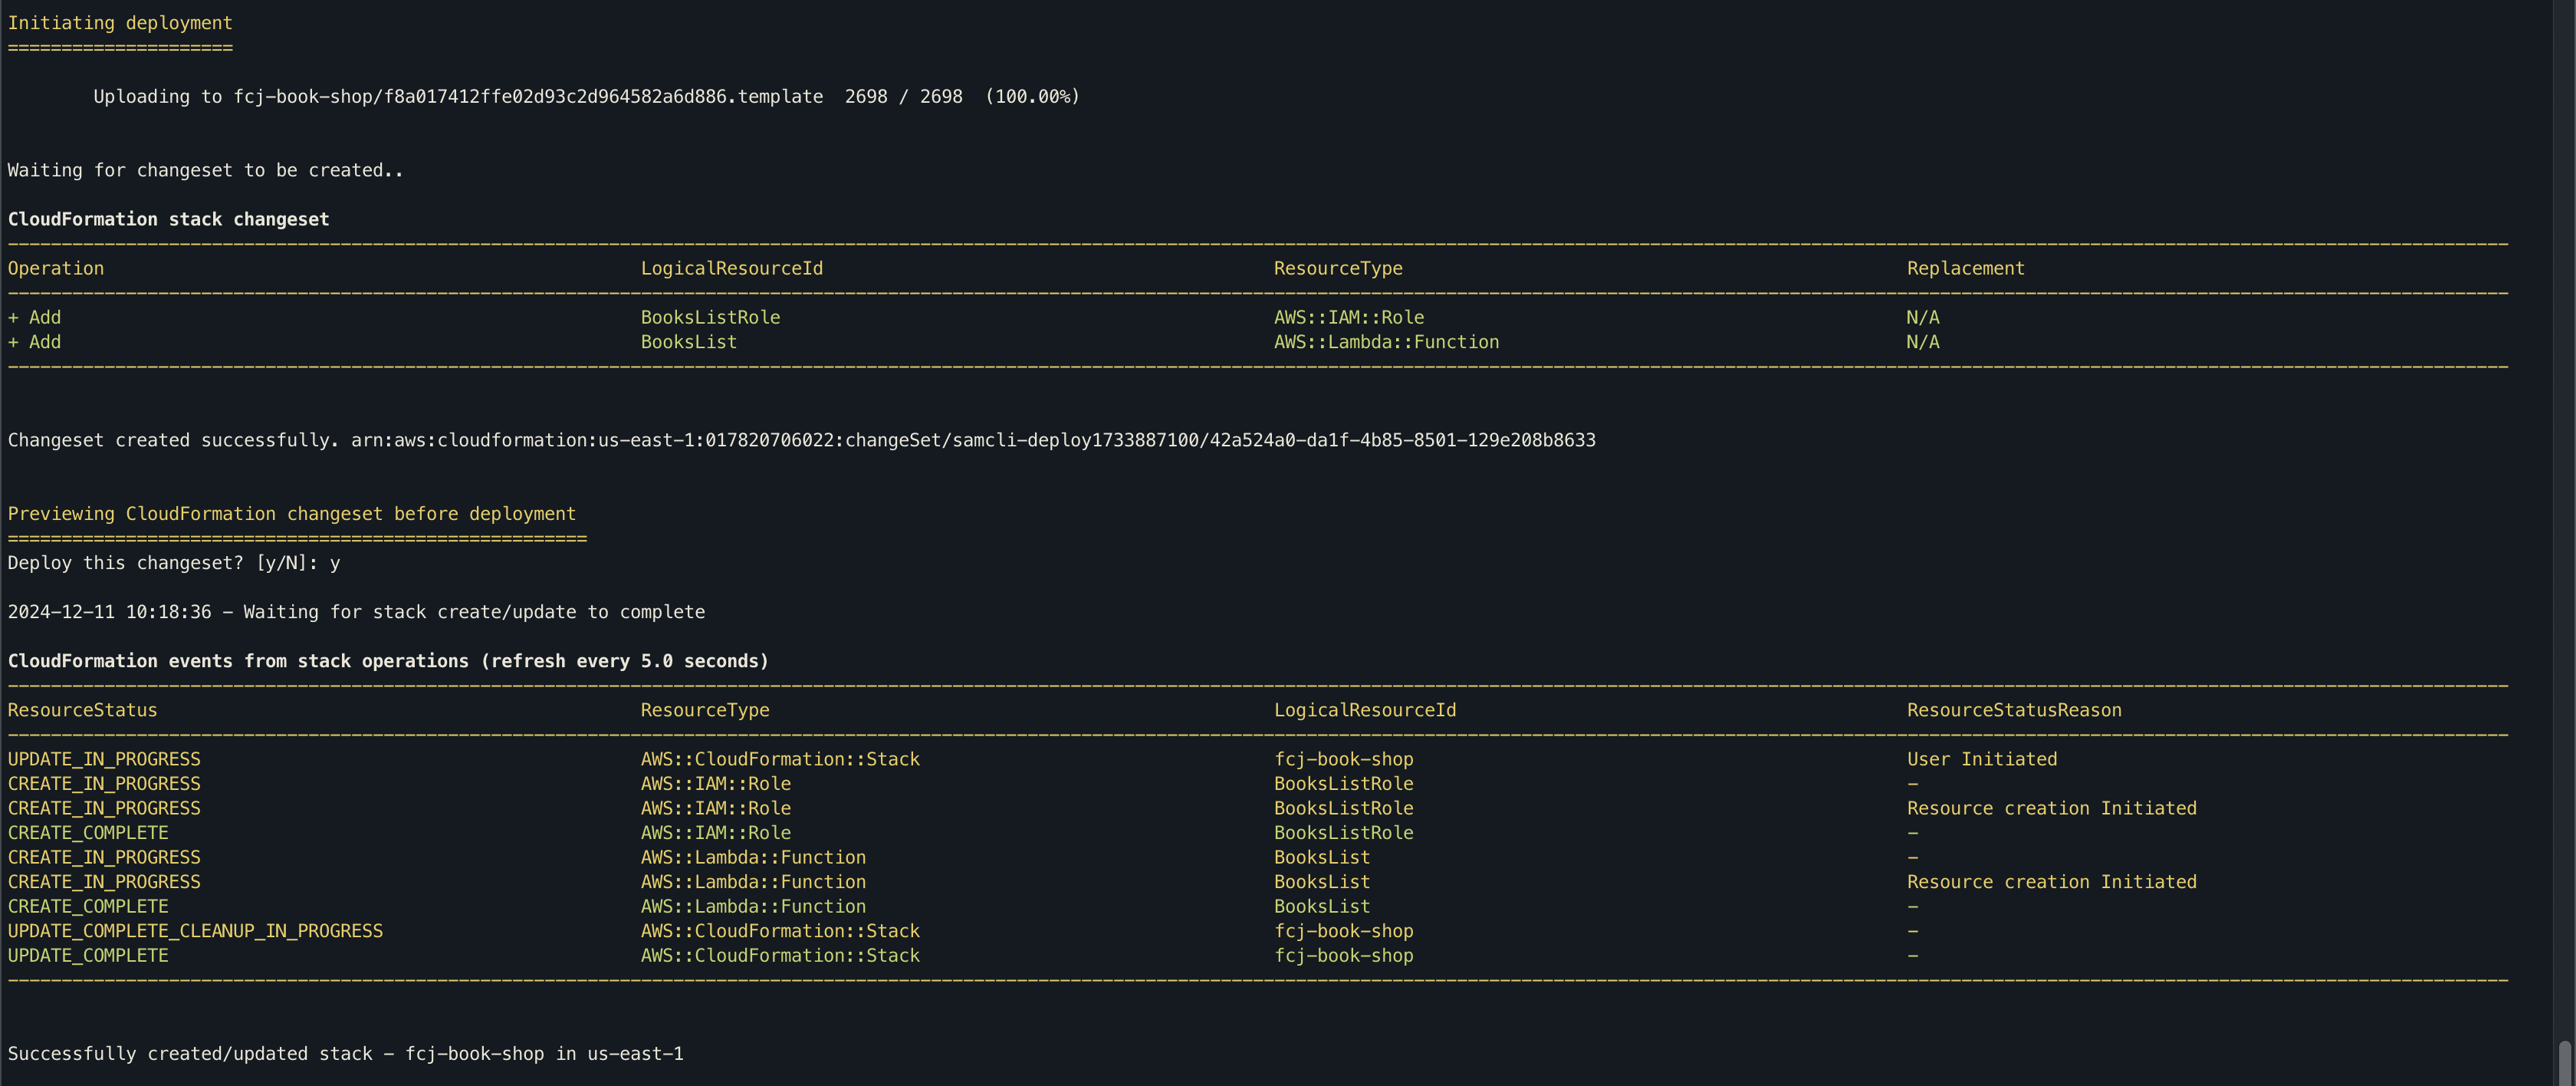 Initiating deployment
=====================
Uploading to fcj-book-shop/f8a017412ffe02d93c2d964582a6d886.template  2698 / 2698  (100.00%)
Waiting for changeset to be created..
CloudFormation stack changeset
Operation LogicalResourceId ResourceType Replacement
+ Add BooksListRole AWS::IAM::Role N/A
+ Add BooksList AWS::Lambda::Function N/A
Changeset created successfully. arn:aws:cloudformation:us-east-1:017820706022:changeSet/samcli-deploy1733887100/42a524a0-da1f-4b85-8501-129e208b8633
Previewing CloudFormation changeset before deployment
======================================================
Deploy this changeset? [y/N]: y
2024-12-11 10:18:36 - Waiting for stack create/update to complete
CloudFormation events from stack operations (refresh every 5.0 seconds)
ResourceStatus ResourceType LogicalResourceId ResourceStatusReason
UPDATE_IN_PROGRESS AWS::CloudFormation::Stack fcj-book-shop User Initiated
CREATE_IN_PROGRESS AWS::IAM::Role BooksListRole -
CREATE_IN_PROGRESS AWS::IAM::Role BooksListRole Resource creation Initiated
CREATE_COMPLETE AWS::IAM::Role BooksListRole -
CREATE_IN_PROGRESS AWS::Lambda::Function BooksList -
CREATE_IN_PROGRESS AWS::Lambda::Function BooksList Resource creation Initiated
CREATE_COMPLETE AWS::Lambda::Function BooksList -
UPDATE_COMPLETE_CLEANUP_IN_PROGRESS AWS::CloudFormation::Stack fcj-book-shop -
UPDATE_COMPLETE AWS::CloudFormation::Stack fcj-book-shop -
Successfully created/updated stack - fcj-book-shop in us-east-1